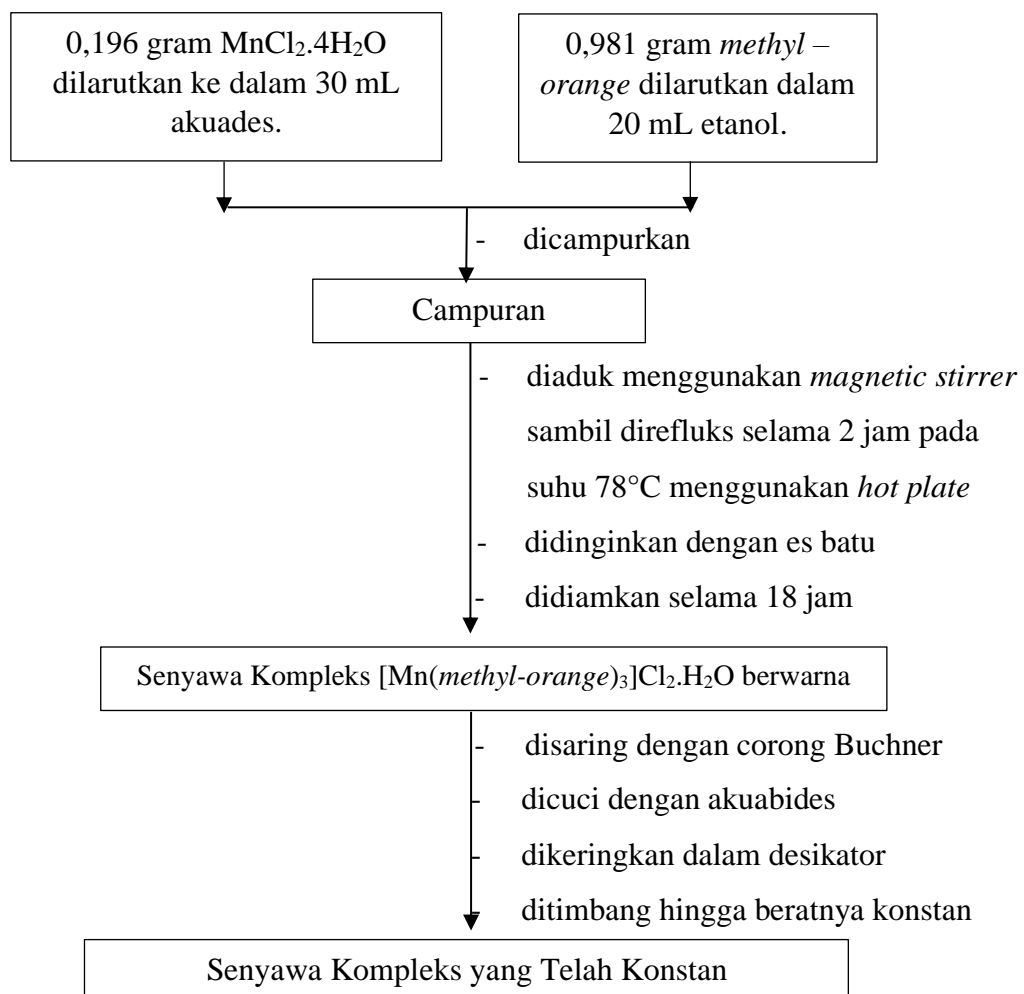 0,196 gram MnCl₂.4H₂O
dilarutkan ke dalam 30 mL
akuades.
0,981 gram methyl –
orange dilarutkan dalam
20 mL etanol.
- dicampurkan
Campuran
- diaduk menggunakan magnetic stirrer
sambil direfluks selama 2 jam pada
suhu 78°C menggunakan hot plate
- didinginkan dengan es batu
- didiamkan selama 18 jam
Senyawa Kompleks [Mn(methyl-orange)₃]Cl₂.H₂O berwarna
- disaring dengan corong Buchner
- dicuci dengan akuabides
- dikeringkan dalam desikator
- ditimbang hingga beratnya konstan
Senyawa Kompleks yang Telah Konstan